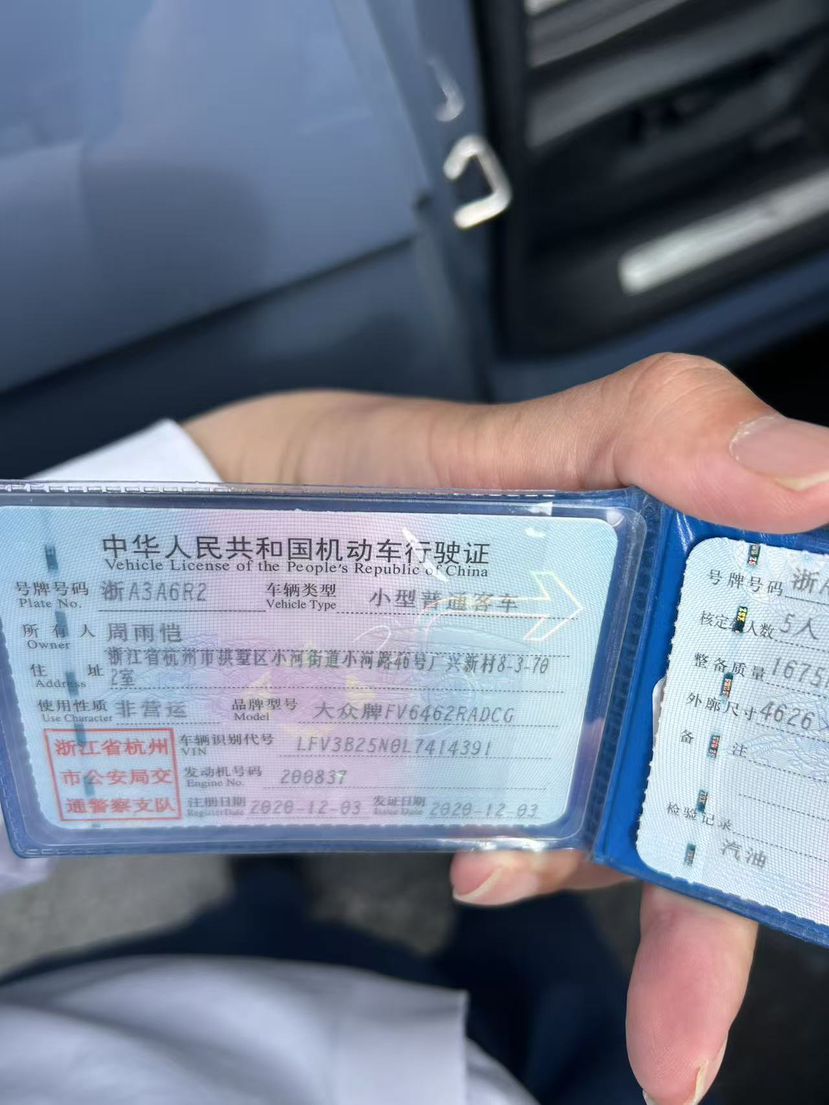 中华人民共和国机动车行驶证
Vehicle License of the People's Republic of China
号牌号码 浙A3A6R2 车辆类型 小型普通客车
Plate No. Vehicle Type
所有人 周雨恺
Owner
住址 浙江省杭州市拱墅区小河街道小河路46号广兴新村8-3-70
2室
Address
使用性质 非营运 品牌型号 大众牌FV6462RADCG
Use Character Model
浙江省杭州
市公安局交
通警察支队
车辆识别代号 LFV3B25N0L7414391
VIN
发动机号码 200837
Engine No.
注册日期 2020-12-03 发证日期 2020-12-03
Register Date Issue Date
号牌号码 浙
核定人数 5人
整备质量 1675
外廓尺寸 4626
备注
检验记录
汽油